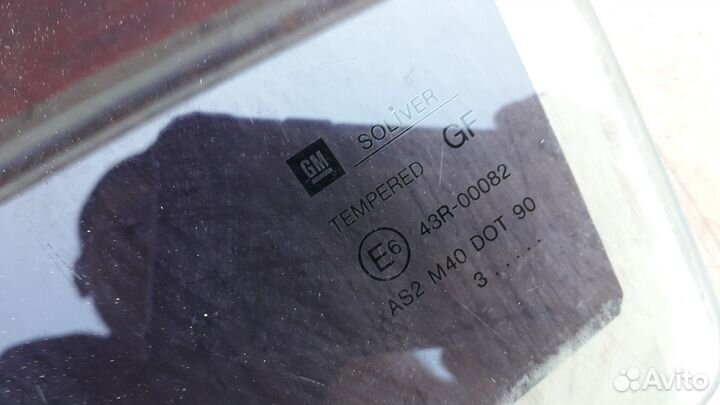 GM SOLIVER
TEMPERED GF
E6 43R-00082
AS2 M40 DOT 90
3.....
Avito